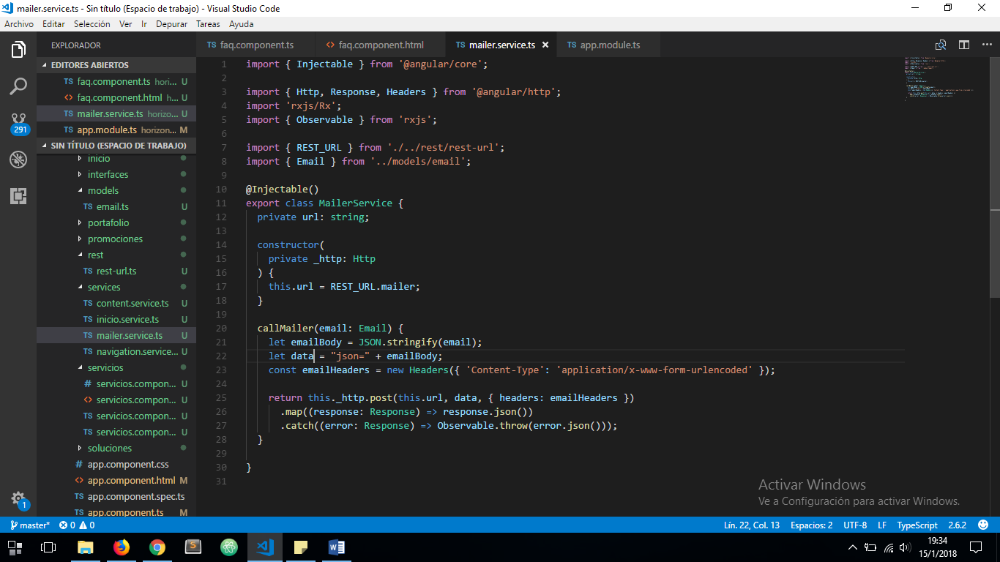 mailer.service.ts - Sin título (Espacio de trabajo) - Visual Studio Code
Archivo Editar Selección Ver Ir Depurar Tareas Ayuda
EXPLORADOR
EDITORES ABIERTOS
TS faq.component.ts hori... U
<> faq.component.html h... U
TS mailer.service.ts horizo... U
TS app.module.ts horizon... M
291
SIN TÍTULO (ESPACIO DE TRABAJO)
inicio
interfaces
models
TS email.ts U
portafolio
promociones
rest
TS rest-url.ts U
services
TS content.service.ts U
TS inicio.service.ts U
TS mailer.service.ts U
TS navigation.service... U
servicios
# servicios.compon... U
<> servicios.compon... U
TS servicios.compon... U
TS servicios.compon... U
soluciones
# app.component.css
<> app.component.html M
TS app.component.spec.ts
TS app.component.ts M
1
TS faq.component.ts <> faq.component.html TS mailer.service.ts TS app.module.ts
1 import { Injectable } from '@angular/core';
2
3 import { Http, Response, Headers } from '@angular/http';
4 import 'rxjs/Rx';
5 import { Observable } from 'rxjs';
6
7 import { REST_URL } from './../rest/rest-url';
8 import { Email } from '../models/email';
9
10 @Injectable()
11 export class MailerService {
12 private url: string;
13
14 constructor(
15 private _http: Http
16 ) {
17 this.url = REST_URL.mailer;
18 }
19
20 callMailer(email: Email) {
21 let emailBody = JSON.stringify(email);
22 let data = "json=" + emailBody;
23 const emailHeaders = new Headers({ 'Content-Type': 'application/x-www-form-urlencoded' });
24
25 return this._http.post(this.url, data, { headers: emailHeaders })
26 .map((response: Response) => response.json())
27 .catch((error: Response) => Observable.throw(error.json()));
28 }
29
30 }
31
Activar Windows
Ve a Configuración para activar Windows.
master* 0 0 Lín. 22, Col. 13 Espacios: 2 UTF-8 LF TypeScript 2.6.2
19:34
15/1/2018